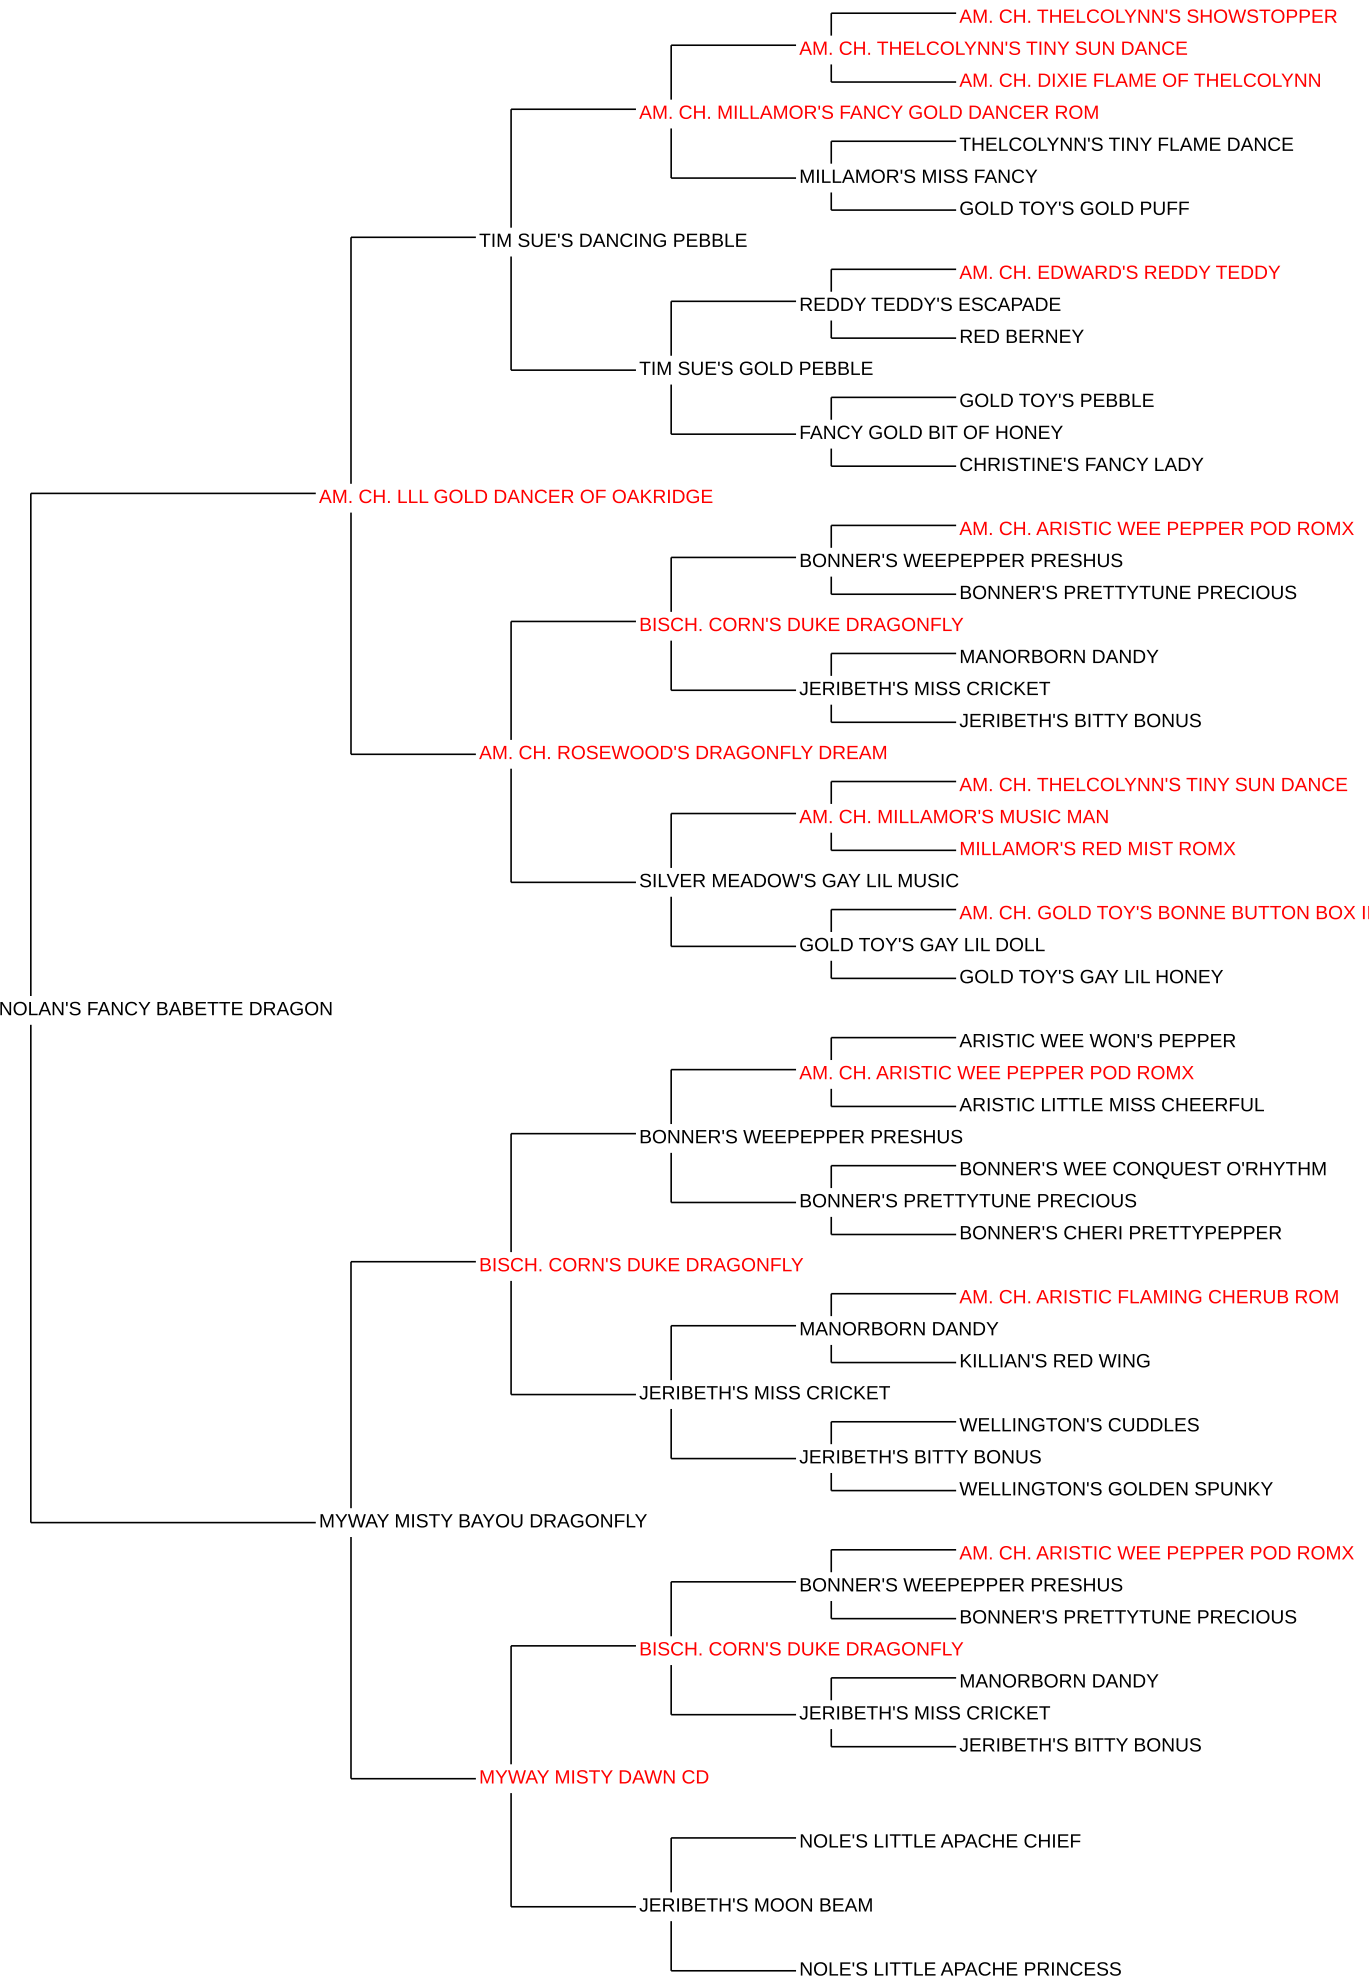 AM. CH. THELCOLYNN'S SHOWSTOPPER
AM. CH. THELCOLYNN'S TINY SUN DANCE
AM. CH. DIXIE FLAME OF THELCOLYNN
AM. CH. MILLAMOR'S FANCY GOLD DANCER ROM
THELCOLYNN'S TINY FLAME DANCE
MILLAMOR'S MISS FANCY
GOLD TOY'S GOLD PUFF
TIM SUE'S DANCING PEBBLE
AM. CH. EDWARD'S REDDY TEDDY
REDDY TEDDY'S ESCAPADE
RED BERNEY
TIM SUE'S GOLD PEBBLE
GOLD TOY'S PEBBLE
FANCY GOLD BIT OF HONEY
CHRISTINE'S FANCY LADY
AM. CH. LLL GOLD DANCER OF OAKRIDGE
AM. CH. ARISTIC WEE PEPPER POD ROMX
BONNER'S WEEPEPPER PRESHUS
BONNER'S PRETTYTUNE PRECIOUS
BISCH. CORN'S DUKE DRAGONFLY
MANORBORN DANDY
JERIBETH'S MISS CRICKET
JERIBETH'S BITTY BONUS
AM. CH. ROSEWOOD'S DRAGONFLY DREAM
AM. CH. THELCOLYNN'S TINY SUN DANCE
AM. CH. MILLAMOR'S MUSIC MAN
MILLAMOR'S RED MIST ROMX
SILVER MEADOW'S GAY LIL MUSIC
AM. CH. GOLD TOY'S BONNE BUTTON BOX
GOLD TOY'S GAY LIL DOLL
GOLD TOY'S GAY LIL HONEY
NOLAN'S FANCY BABETTE DRAGON
ARISTIC WEE WON'S PEPPER
AM. CH. ARISTIC WEE PEPPER POD ROMX
ARISTIC LITTLE MISS CHEERFUL
BONNER'S WEEPEPPER PRESHUS
BONNER'S WEE CONQUEST O'RHYTHM
BONNER'S PRETTYTUNE PRECIOUS
BONNER'S CHERI PRETTYPEPPER
BISCH. CORN'S DUKE DRAGONFLY
AM. CH. ARISTIC FLAMING CHERUB ROM
MANORBORN DANDY
KILLIAN'S RED WING
JERIBETH'S MISS CRICKET
WELLINGTON'S CUDDLES
JERIBETH'S BITTY BONUS
WELLINGTON'S GOLDEN SPUNKY
MYWAY MISTY BAYOU DRAGONFLY
AM. CH. ARISTIC WEE PEPPER POD ROMX
BONNER'S WEEPEPPER PRESHUS
BONNER'S PRETTYTUNE PRECIOUS
BISCH. CORN'S DUKE DRAGONFLY
MANORBORN DANDY
JERIBETH'S MISS CRICKET
JERIBETH'S BITTY BONUS
MYWAY MISTY DAWN CD
NOLE'S LITTLE APACHE CHIEF
JERIBETH'S MOON BEAM
NOLE'S LITTLE APACHE PRINCESS